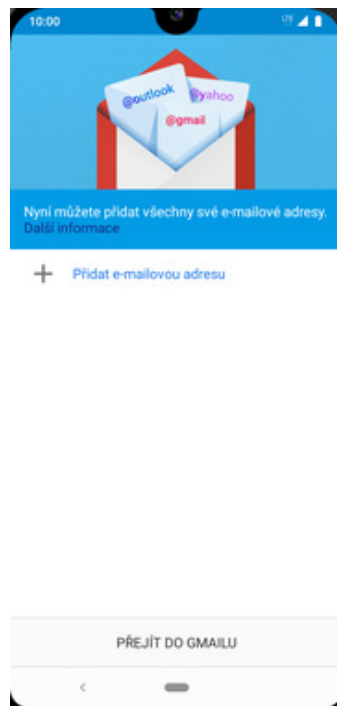 10:00
LTE
@outlook
@yahoo
@gmail
Nyní můžete přidat všechny své e-mailové adresy.
Další informace
Přidat e-mailovou adresu
PŘEJÍT DO GMAILU